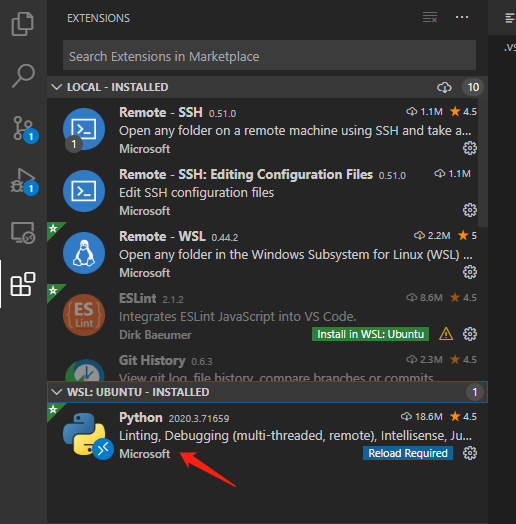 EXTENSIONS
Search Extensions in Marketplace
LOCAL - INSTALLED 10
Remote - SSH 0.51.0 1.1M 4.5
Open any folder on a remote machine using SSH and take a...
1
Microsoft
Remote - SSH: Editing Configuration Files 0.51.0 1.1M
Edit SSH configuration files
Microsoft
1
1
Remote - WSL 0.44.2 2.2M 5
Open any folder in the Windows Subsystem for Linux (WSL) ...
Microsoft
ESLint 2.1.2 8.6M 4.5
ES
Lint
Integrates ESLint JavaScript into VS Code.
Dirk Baeumer Install in WSL: Ubuntu
Git History 0.6.3 2.3M 4.5
View git log, file history, compare branches or commits
WSL: UBUNTU - INSTALLED 1
Python 2020.3.71659 18.6M 4.5
Linting, Debugging (multi-threaded, remote), Intellisense, Ju...
Microsoft Reload Required
.vs